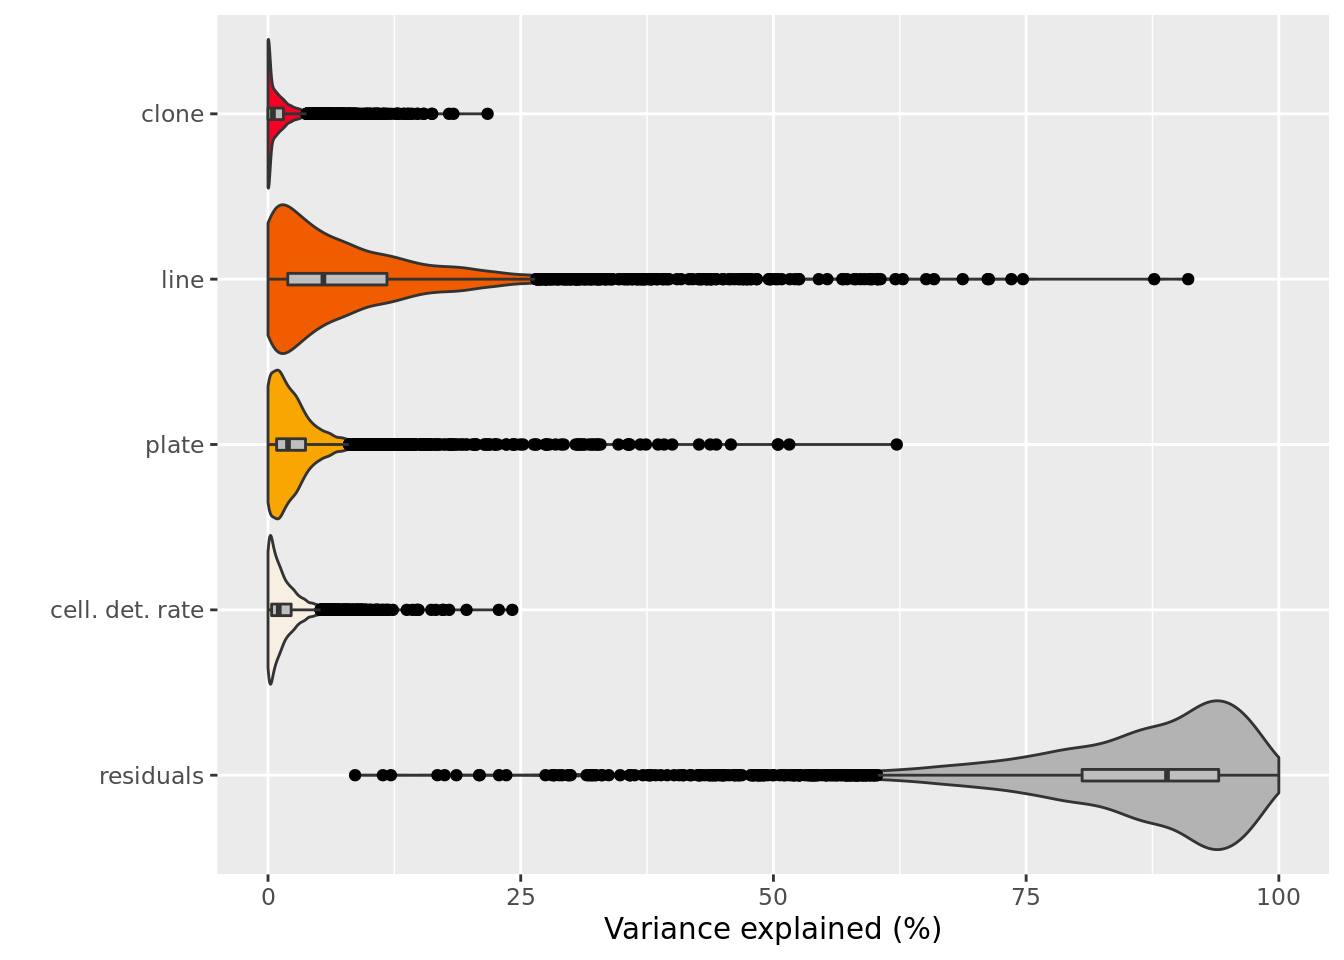 clone
line
plate
cell. det. rate
residuals
0 25 50 75 100
Variance explained (%)